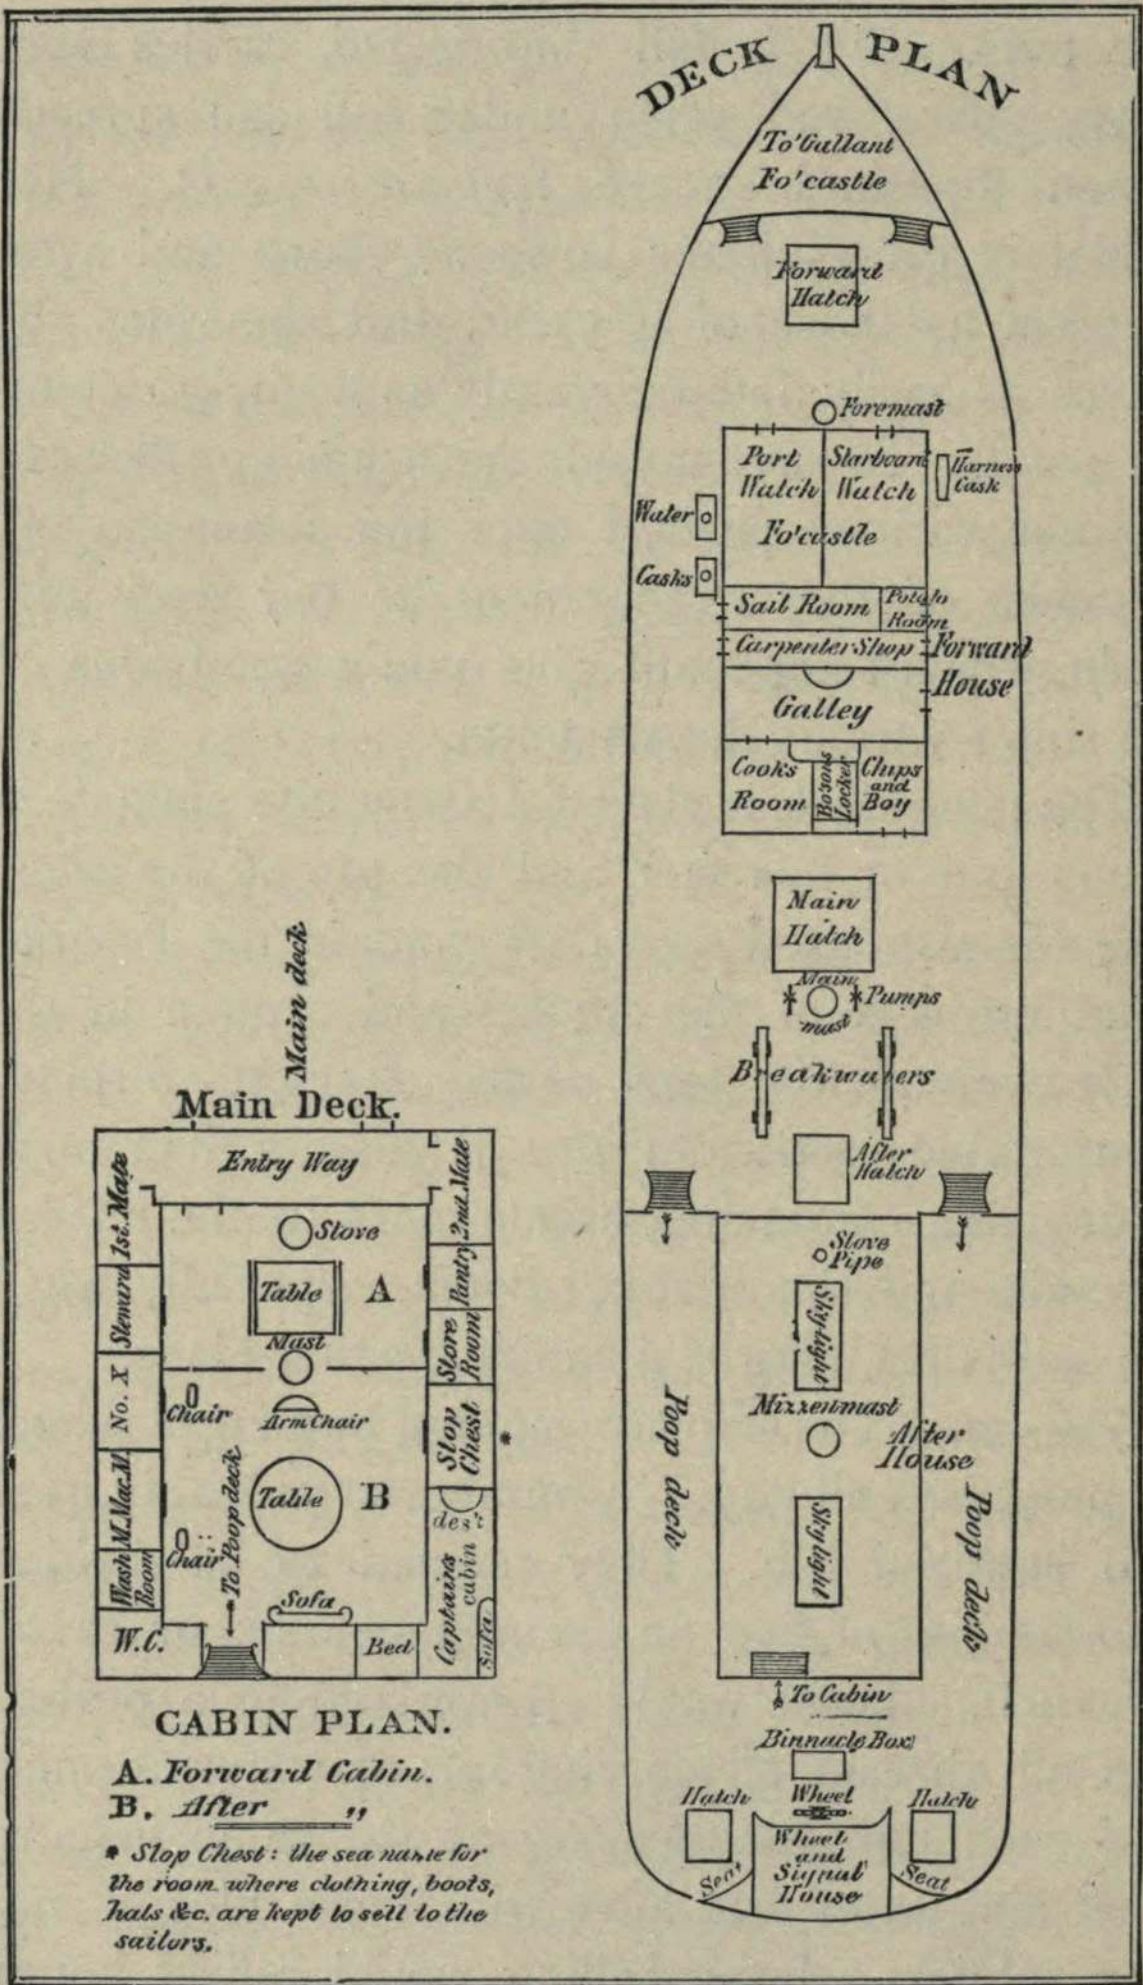 DECK PLAN
To'Gallant
Fo'castle
Forward
Hatch
Foremast
Port
Watch
Starboard
Watch
Fo'castle
Harness
Cask
Water
Casks
Sail Room
Potato
Room
Carpenter Shop
Forward
House
Galley
Cooks
Room
Bo'sons
Locker
Chips
and
Boy
Main
Hatch
Main
mast
Pumps
Breakwaters
After
Hatch
Stove
Pipe
Skylight
Mizzenmast
After
House
Skylight
Poop deck
Poop deck
To Cabin
Binnacle Box
Hatch
Wheel
Hatch
Wheel
and
Signal
House
Seat
Seat
Main deck
Main Deck.
Entry Way
1st. Mate
2nd. Mate
Stove
Table
A
Steward
Pantry
Store
Room
Mast
No. X
Chair
Arm Chair
Slop
Chest
*
M. Mac. M.
Table
B
To Poop deck
Chair
Wash
Room
Captains
cabin
Sofa
Sofa
W.C.
Bed
CABIN PLAN.
A. Forward Cabin.
B. After „
* Slop Chest: the sea name for
the room where clothing, boots,
hats &c. are kept to sell to the
sailors.